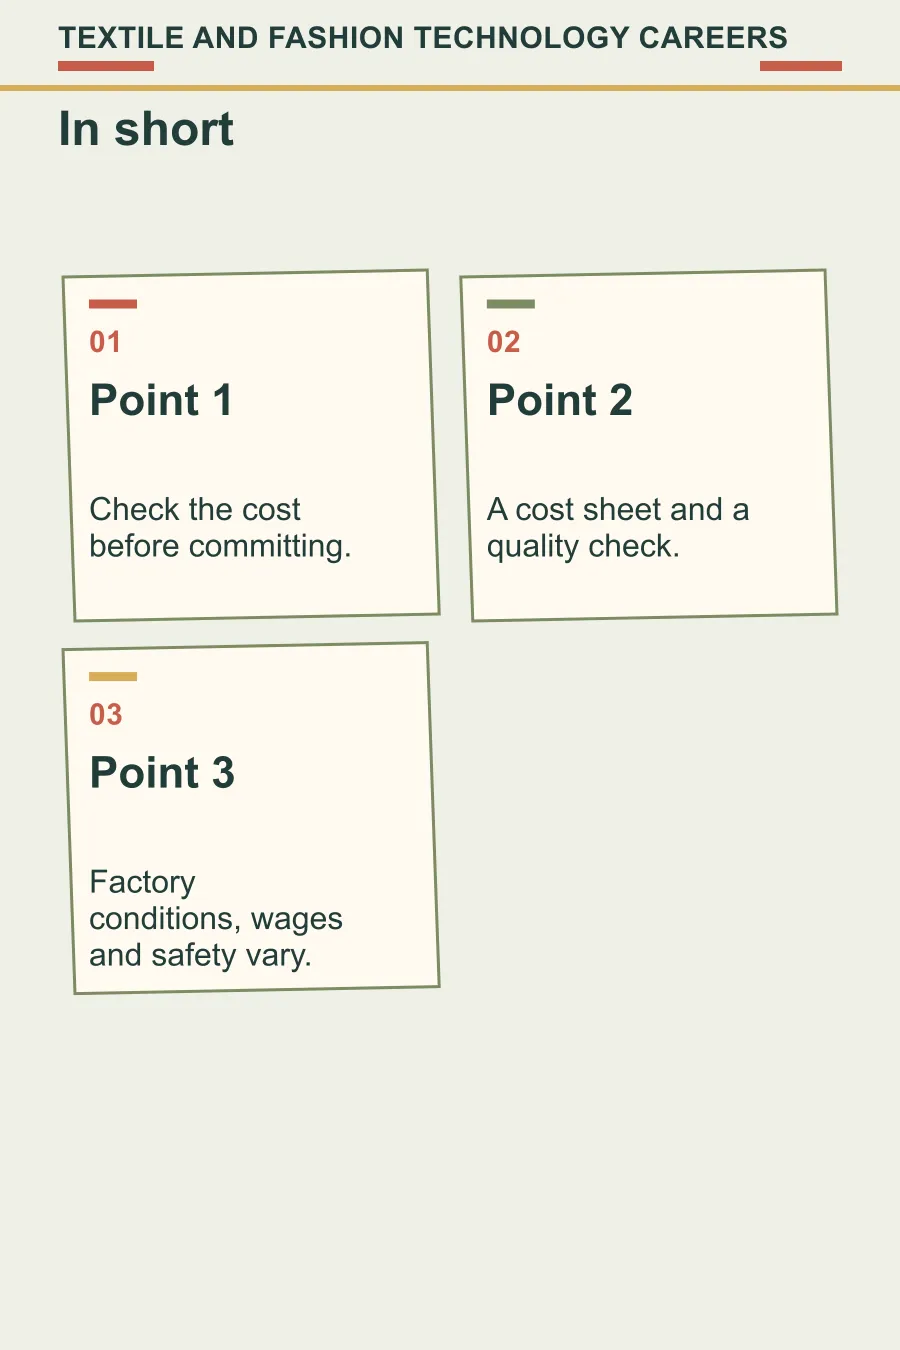 TEXTILE AND FASHION TECHNOLOGY CAREERS
In short
01
Point 1
Check the cost
before committing.
02
Point 2
A cost sheet and a
quality check.
03
Point 3
Factory
conditions, wages
and safety vary.